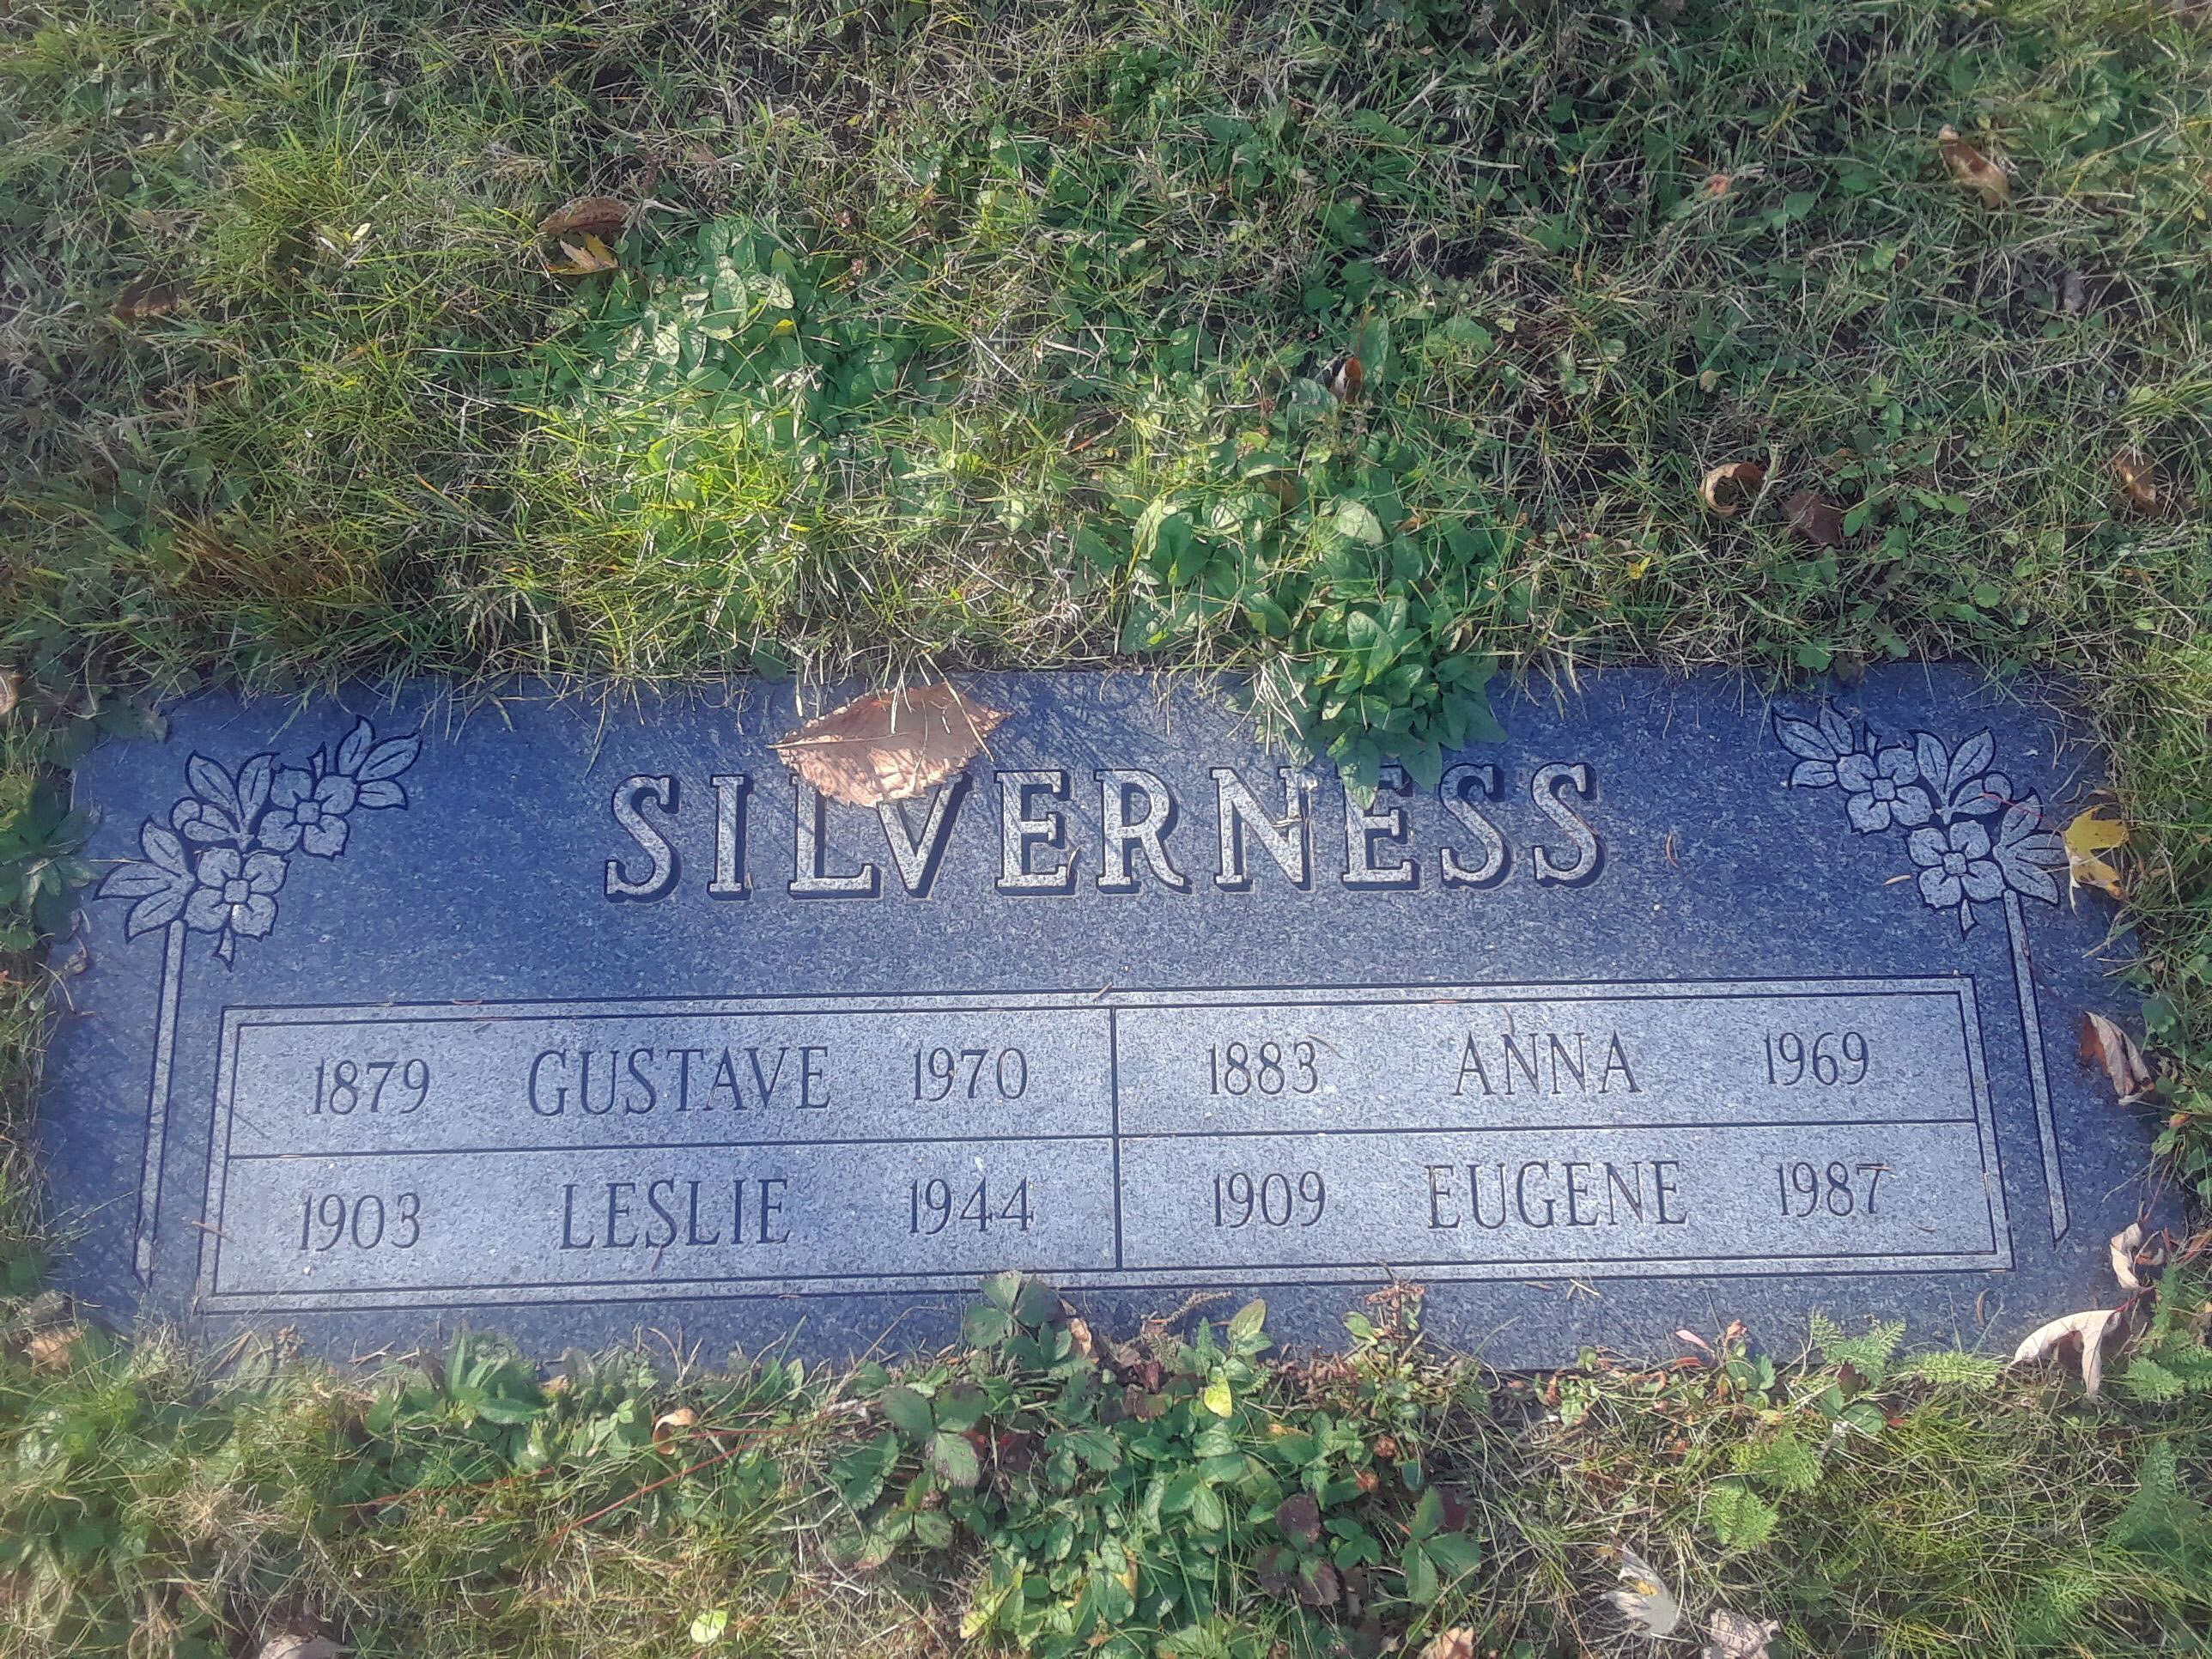 SILVERNESS
1879 GUSTAVE 1970 1883 ANNA 1969
1903 LESLIE 1944 1909 EUGENE 1987